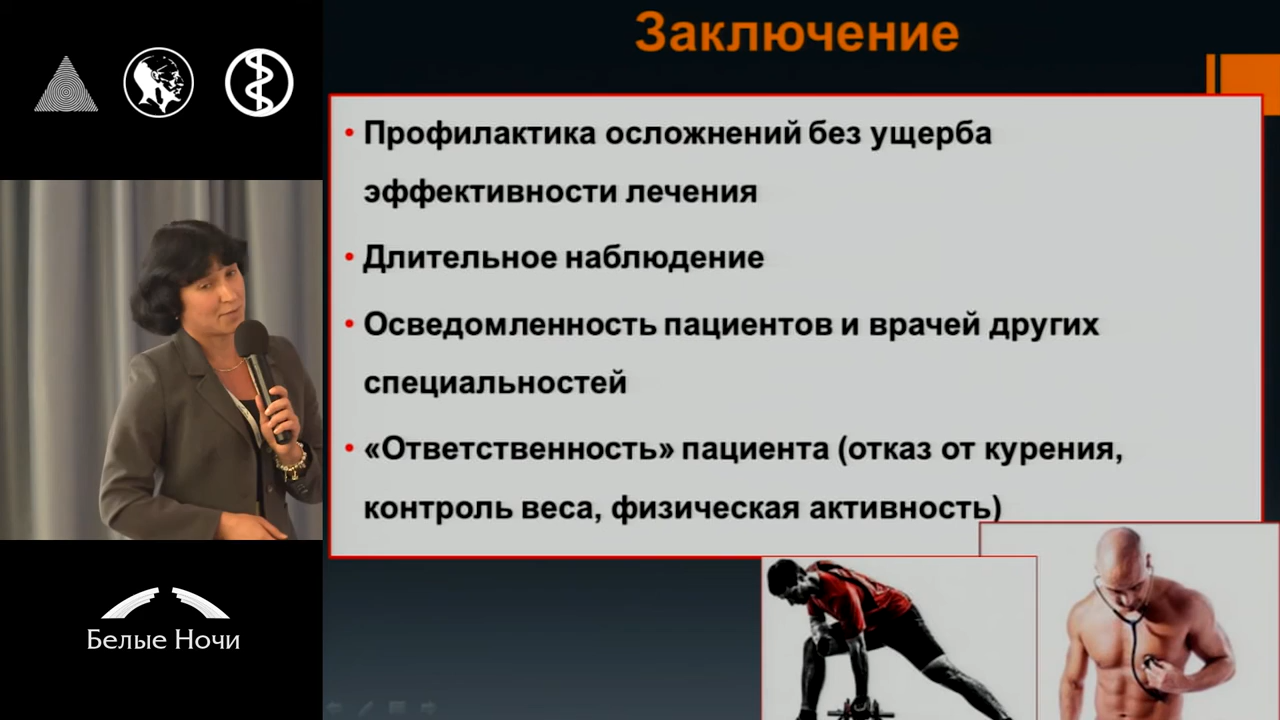 Заключение
• Профилактика осложнений без ущерба
эффективности лечения
• Длительное наблюдение
• Осведомленность пациентов и врачей других
специальностей
• «Ответственность» пациента (отказ от курения,
контроль веса, физическая активность)
Белые Ночи